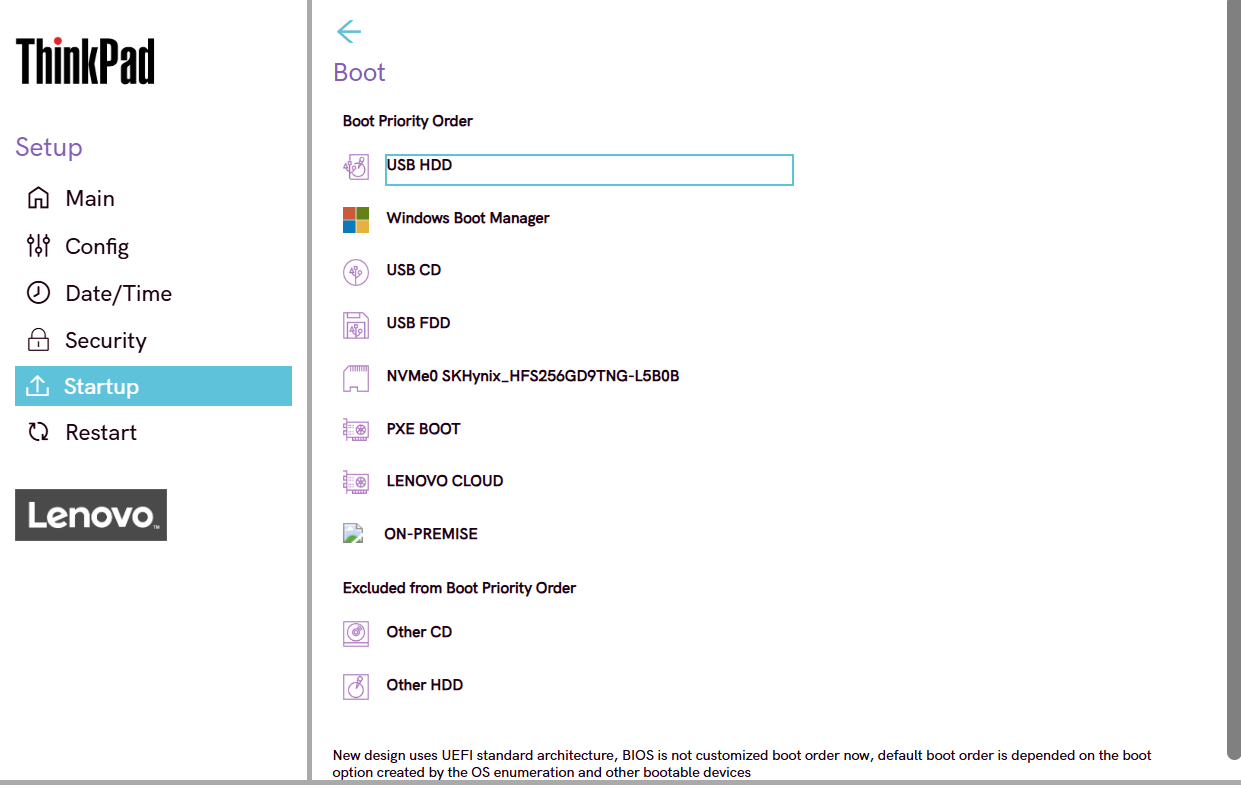 ThinkPad
Setup
Main
Config
Date/Time
Security
Startup
Restart
Lenovo™
Boot
Boot Priority Order
USB HDD
Windows Boot Manager
USB CD
USB FDD
NVMe0 SKHynix_HFS256GD9TNG-L5B0B
PXE BOOT
LENOVO CLOUD
ON-PREMISE
Excluded from Boot Priority Order
Other CD
Other HDD
New design uses UEFI standard architecture, BIOS is not customized boot order now, default boot order is depended on the boot
option created by the OS enumeration and other bootable devices